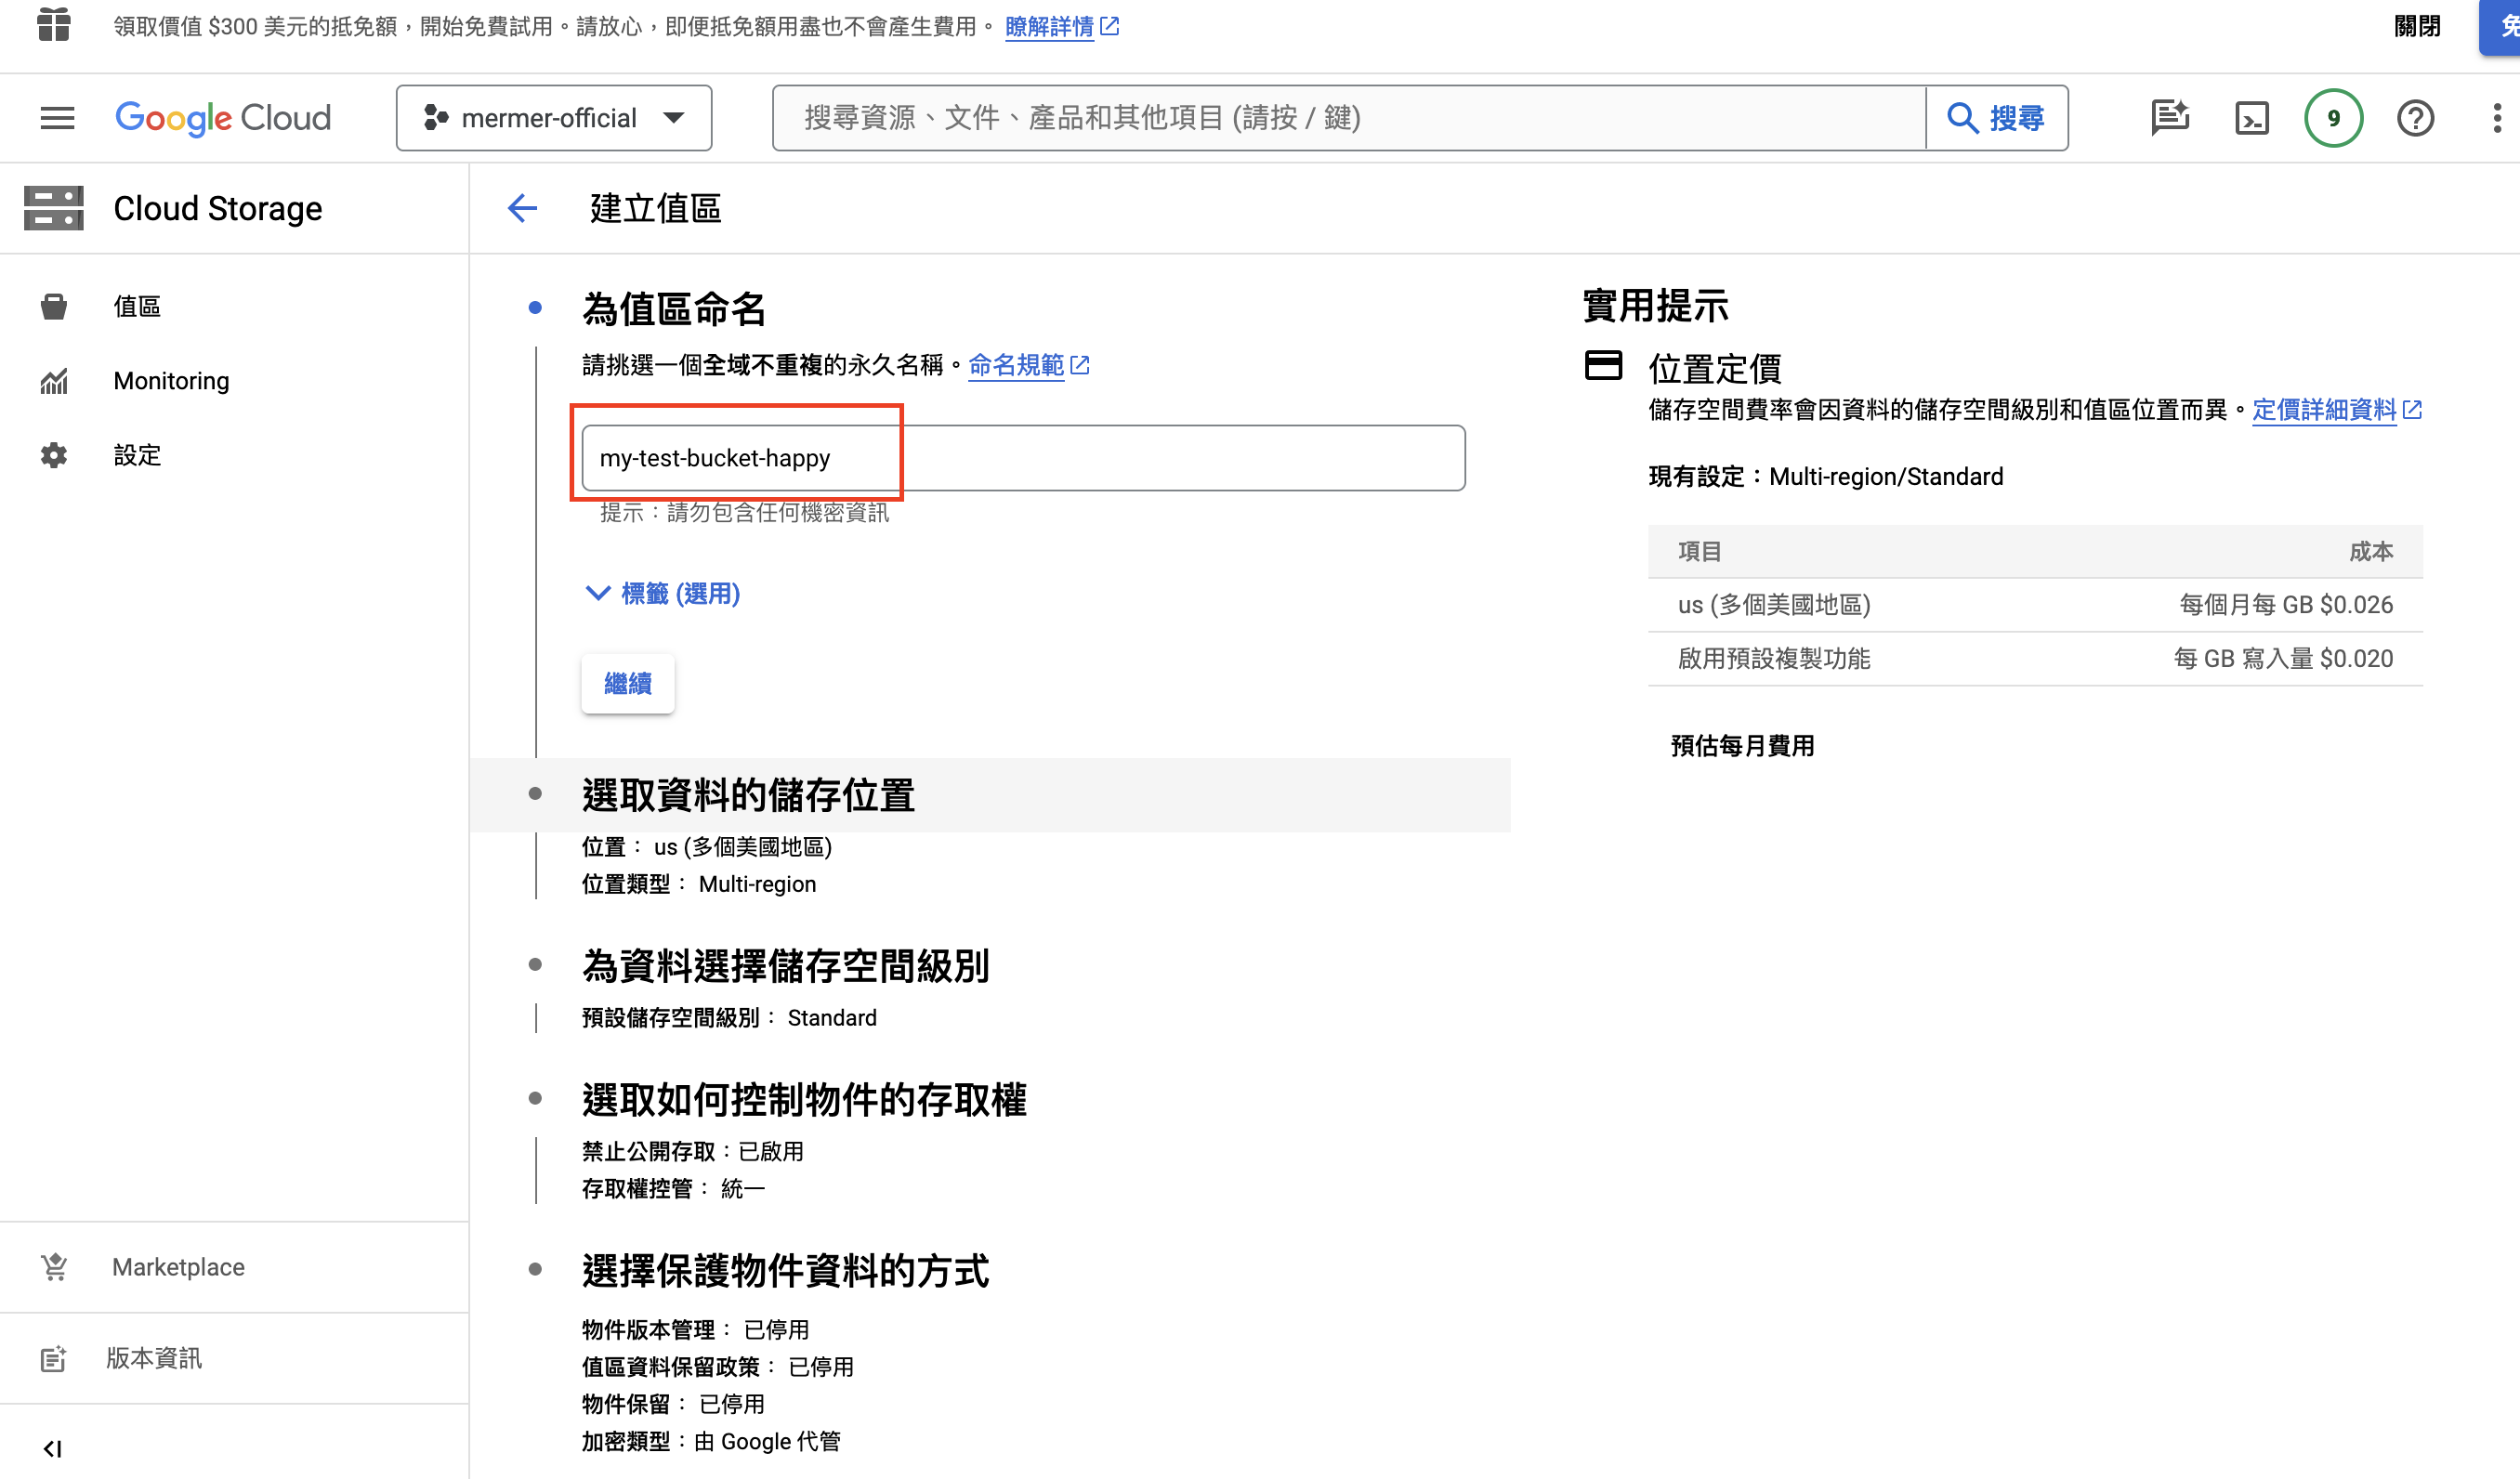 領取價值 $300 美元的抵免額，開始免費試用。請放心，即便抵免額用盡也不會產生費用。 瞭解詳情
關閉
免
Google Cloud
mermer-official
搜尋資源、文件、產品和其他項目 (請按 / 鍵)
搜尋
9
Cloud Storage
值區
Monitoring
設定
Marketplace
版本資訊
建立值區
為值區命名
請挑選一個全域不重複的永久名稱。命名規範
my-test-bucket-happy
提示：請勿包含任何機密資訊
標籤 (選用)
繼續
選取資料的儲存位置
位置： us (多個美國地區)
位置類型： Multi-region
為資料選擇儲存空間級別
預設儲存空間級別： Standard
選取如何控制物件的存取權
禁止公開存取：已啟用
存取權控管： 統一
選擇保護物件資料的方式
物件版本管理： 已停用
值區資料保留政策： 已停用
物件保留： 已停用
加密類型：由 Google 代管
實用提示
位置定價
儲存空間費率會因資料的儲存空間級別和值區位置而異。定價詳細資料
現有設定：Multi-region/Standard
項目 成本
us (多個美國地區) 每個月每 GB $0.026
啟用預設複製功能 每 GB 寫入量 $0.020
預估每月費用